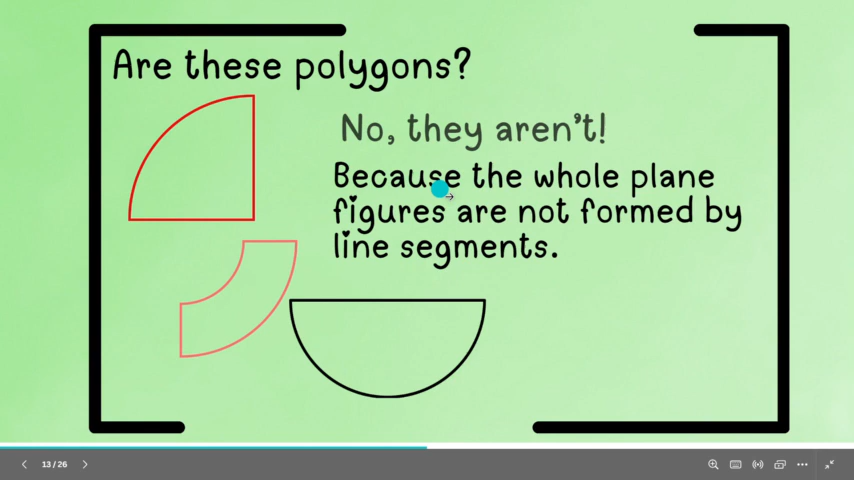 Are these polygons?
No, they aren't!
Because the whole plane
figures are not formed by
line segments.
13 / 26